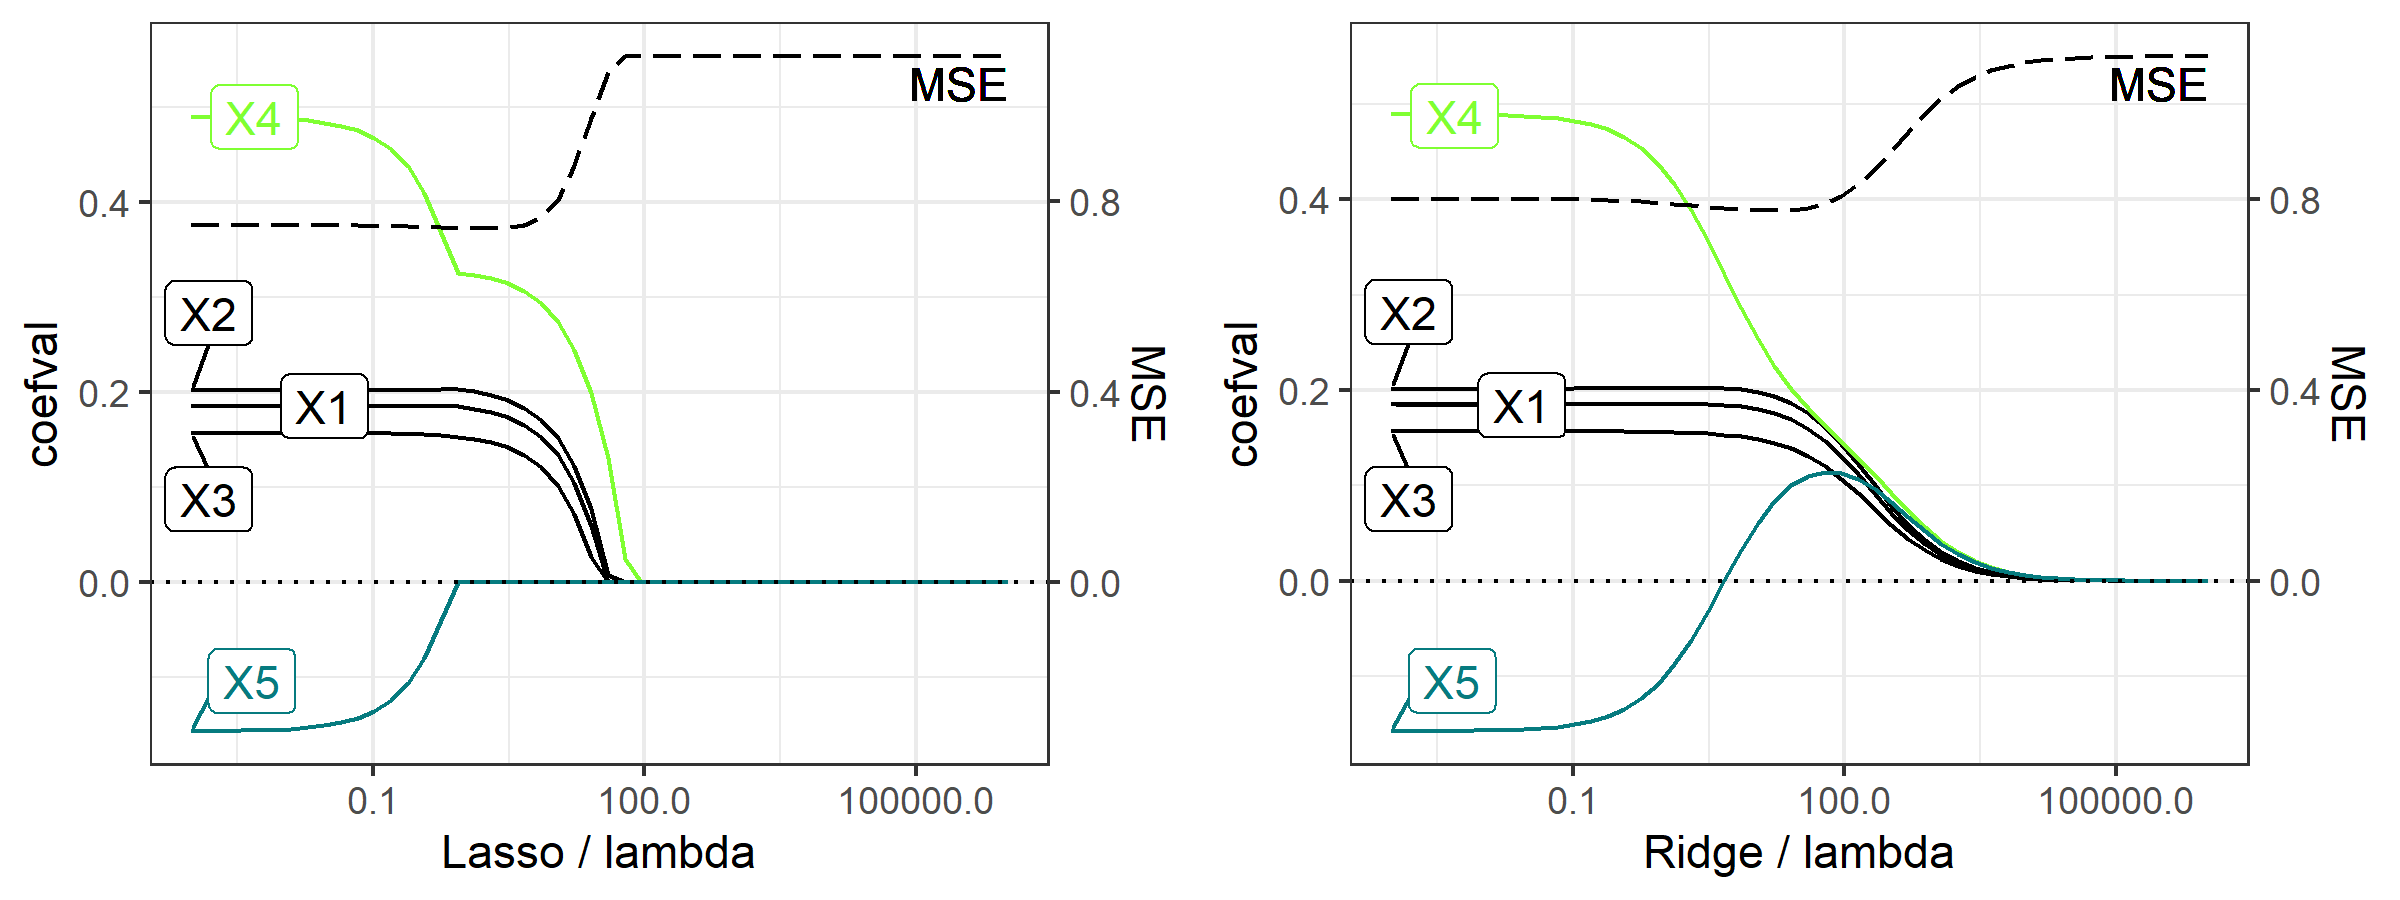 MSE
X4
0.4
0.8
X2
coefval
X1
0.2
0.4
MSE
X3
0.0
0.0
X5
0.1
100.0
100000.0
Lasso / lambda
MSE
X4
0.4
0.8
X2
coefval
X1
0.2
0.4
MSE
X3
0.0
0.0
X5
0.1
100.0
100000.0
Ridge / lambda